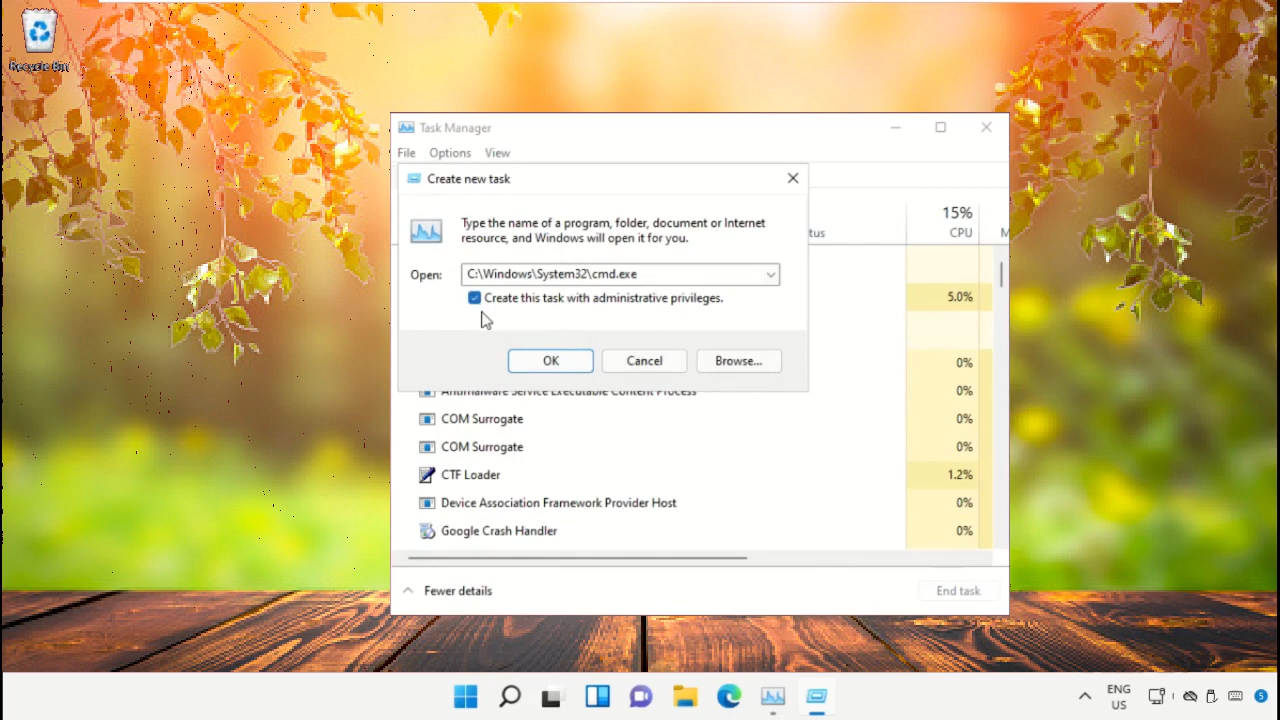 Recycle Bin
Task Manager
File Options View
Create new task
Type the name of a program, folder, document or Internet
resource, and Windows will open it for you.
Open: C:\Windows\System32\cmd.exe
Create this task with administrative privileges.
OK Cancel Browse...
tus
15%
CPU M
5.0%
0%
Antimalware Service Executable Content Process 0%
COM Surrogate 0%
COM Surrogate 0%
CTF Loader 1.2%
Device Association Framework Provider Host 0%
Google Crash Handler 0%
Fewer details End task
ENG
US
5